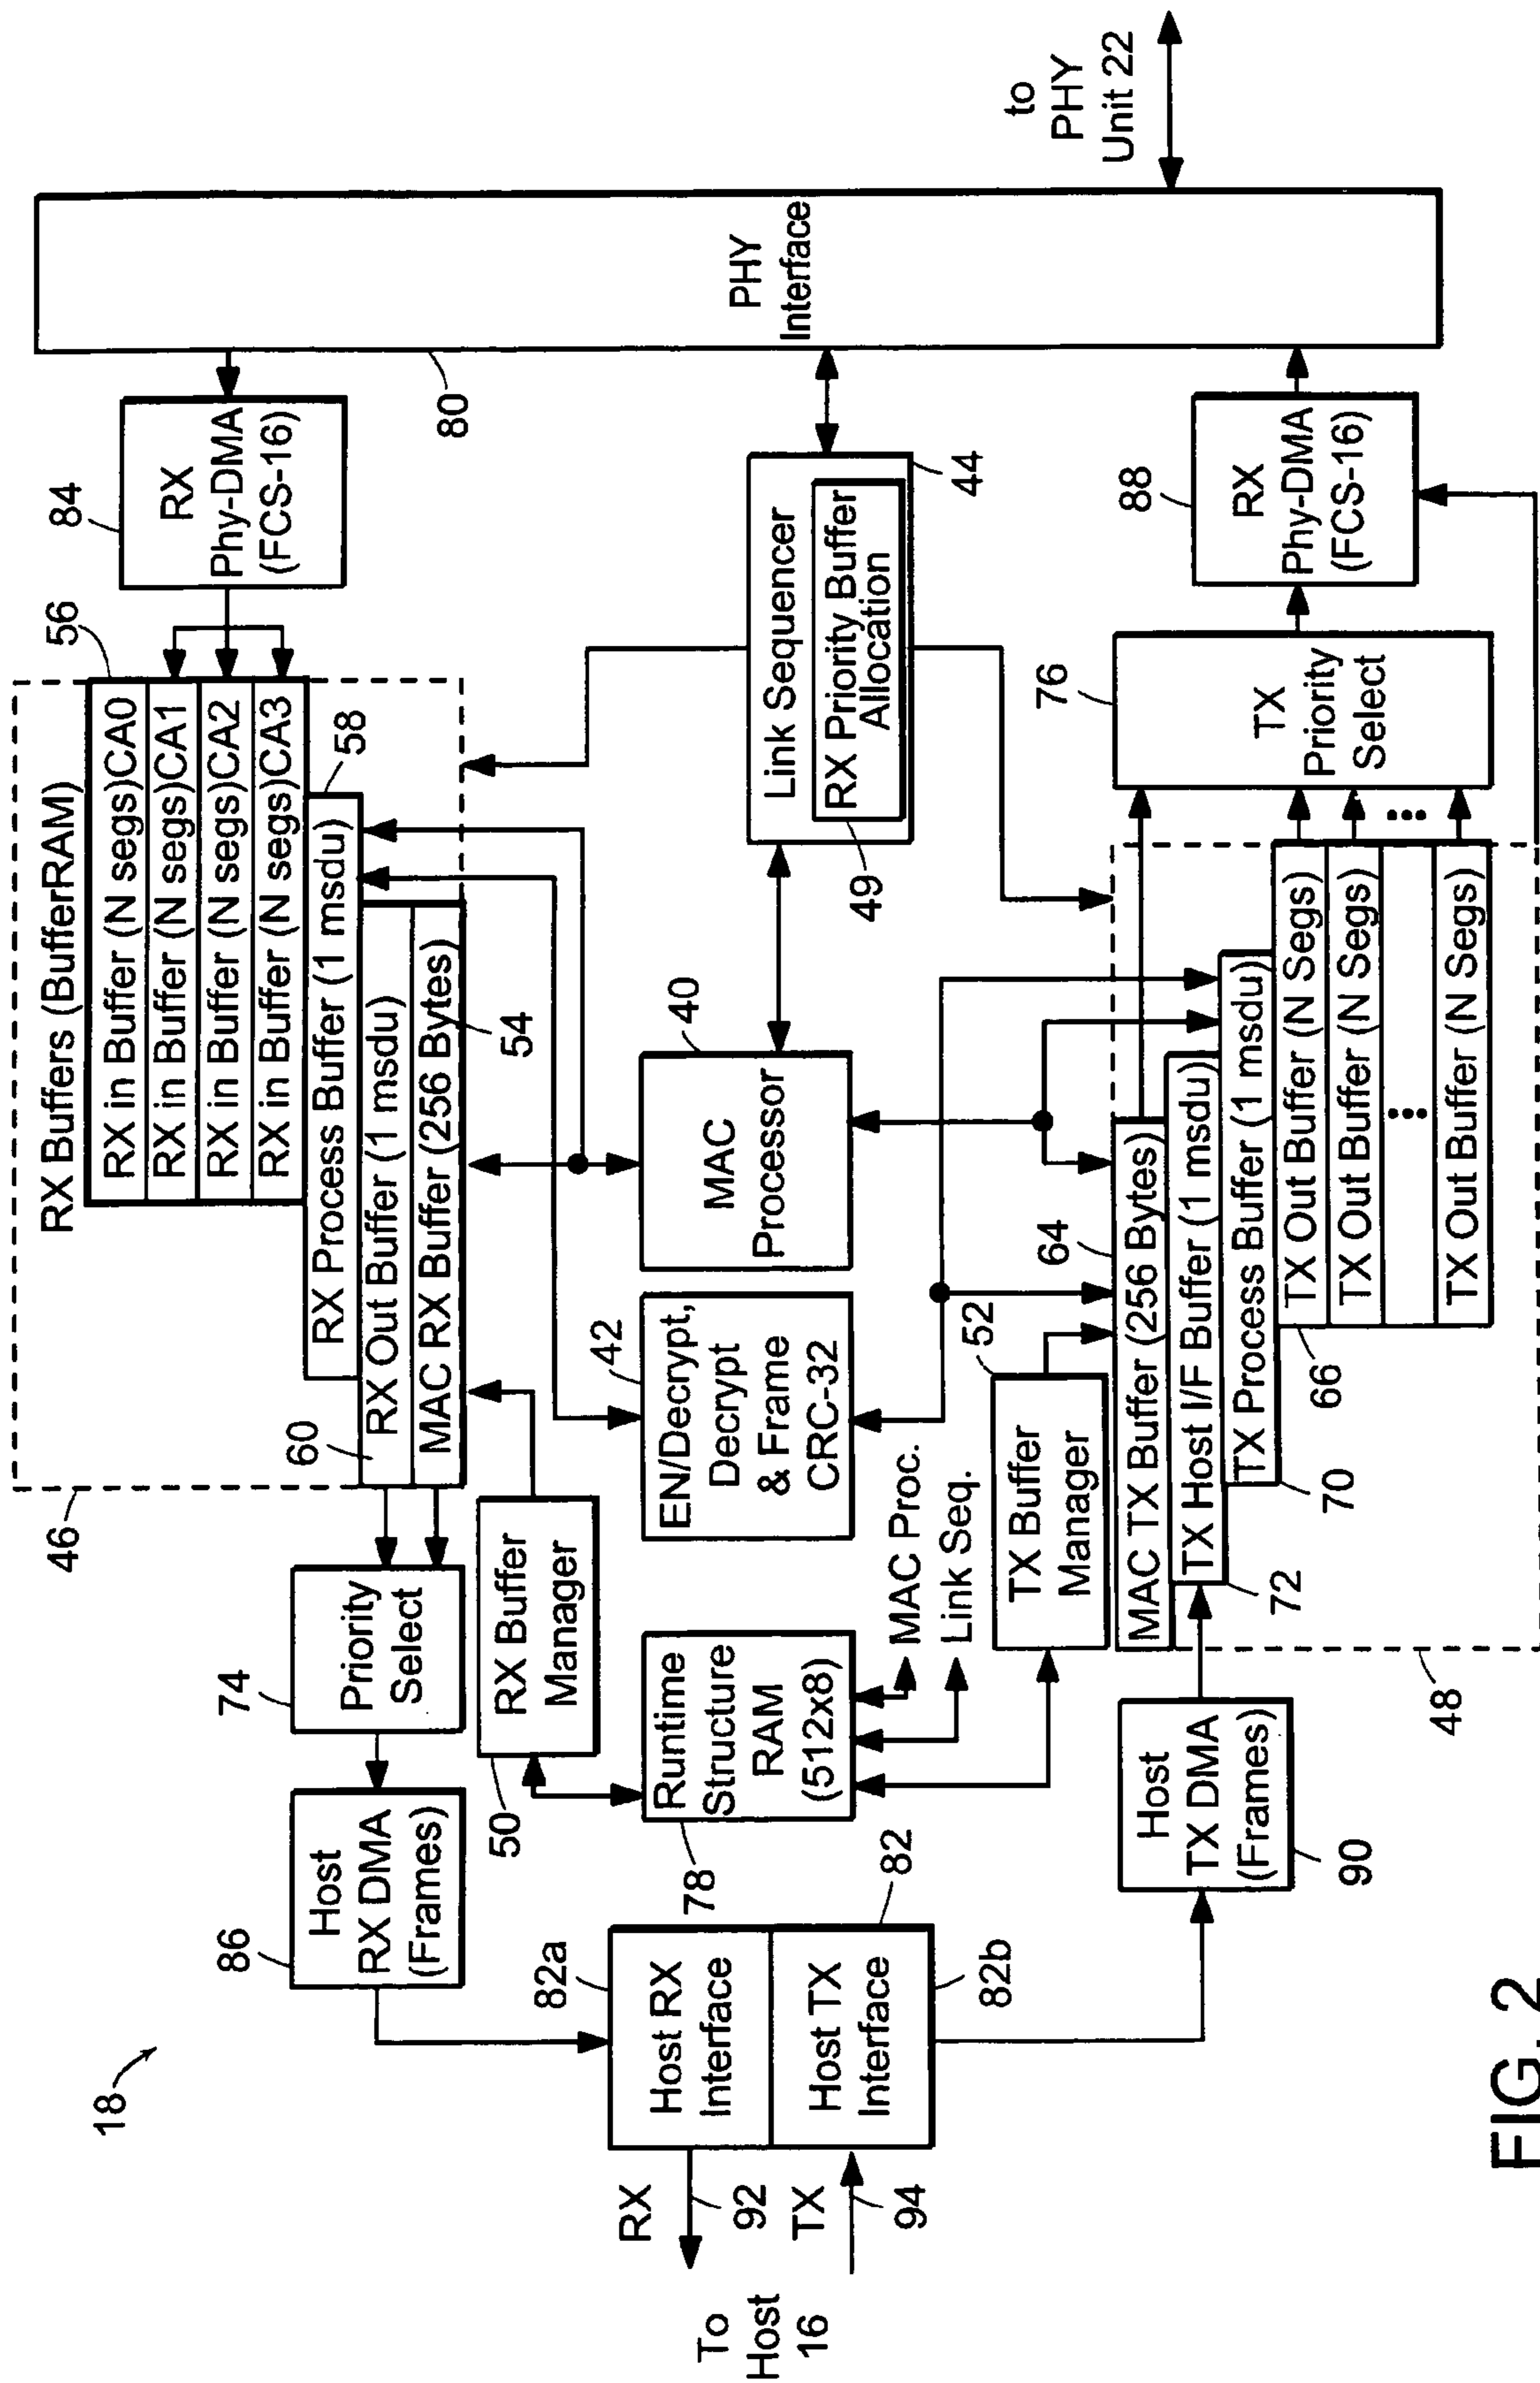 18
RX Buffers (BufferRAM)
56
RX in Buffer (N segs)CA0
RX in Buffer (N segs)CA1
RX in Buffer (N segs)CA2
RX in Buffer (N segs)CA3
58
RX Process Buffer (1 msdu)
60
RX Out Buffer (1 msdu)
MAC RX Buffer (256 Bytes)
54
46
84
RX
Phy-DMA
(FCS-16)
80
PHY
Interface
to
PHY
Unit 22
74
Priority
Select
86
Host
RX DMA
(Frames)
RX Buffer
Manager
50
42
EN/Decrypt,
Decrypt
& Frame
CRC-32
40
MAC
Processor
Link Sequencer
RX Priority Buffer
Allocation
44
49
Runtime
Structure
RAM
(512x8)
78
MAC Proc.
Link Seq.
82a
Host RX
Interface
Host TX
Interface
82
82b
RX
92
TX
94
To
Host
16
52
TX Buffer
Manager
64
MAC TX Buffer (256 Bytes)
TX Host I/F Buffer (1 msdu)
TX Process Buffer (1 msdu)
TX Out Buffer (N Segs)
TX Out Buffer (N Segs)
TX Out Buffer (N Segs)
66
70
72
48
76
TX
Priority
Select
88
RX
Phy-DMA
(FCS-16)
Host
TX DMA
(Frames)
90
FIG. 2